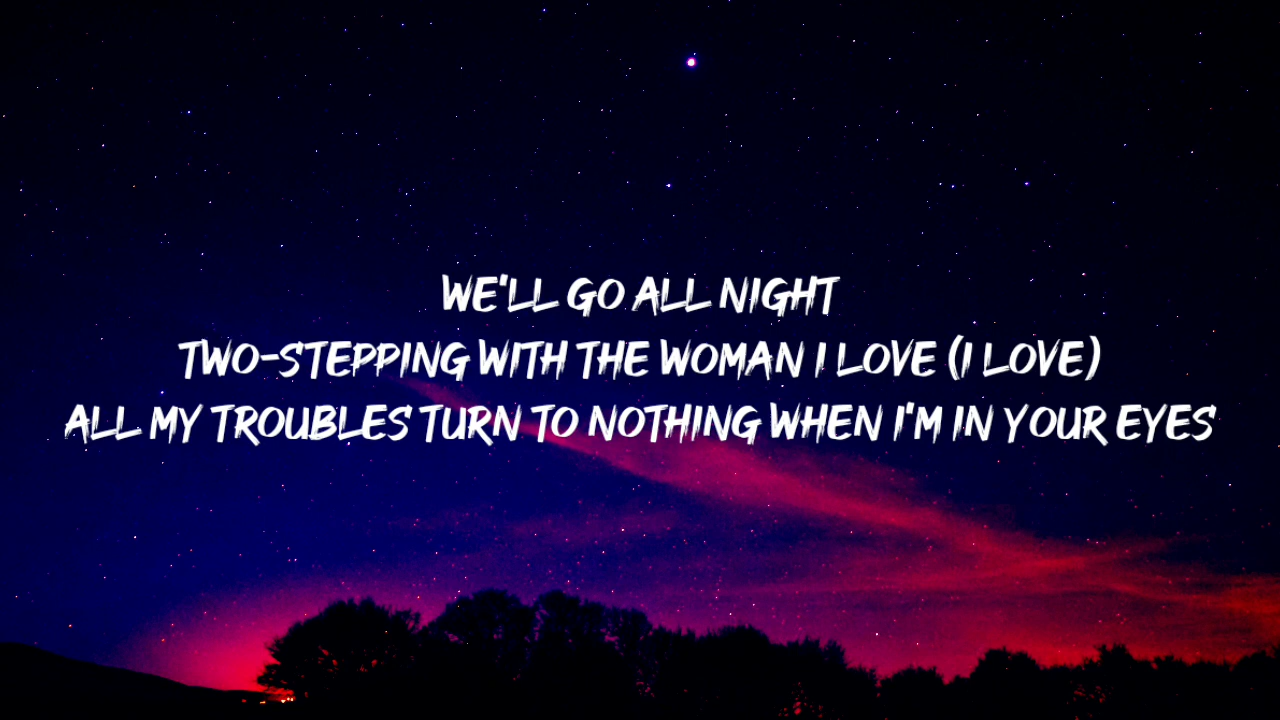 WE'LL GO ALL NIGHT
TWO-STEPPING WITH THE WOMAN I LOVE (I LOVE)
ALL MY TROUBLES TURN TO NOTHING WHEN I'M IN YOUR EYES